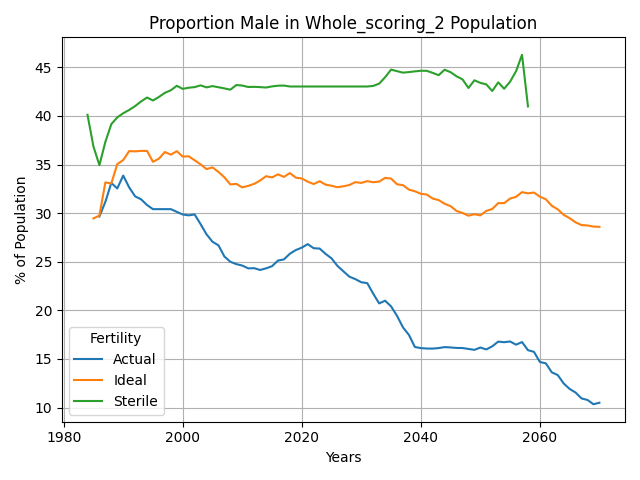 Proportion Male in Whole_scoring_2 Population
% of Population
45
40
35
30
25
20
15
10
Fertility
Actual
Ideal
Sterile
1980 2000 2020 2040 2060
Years